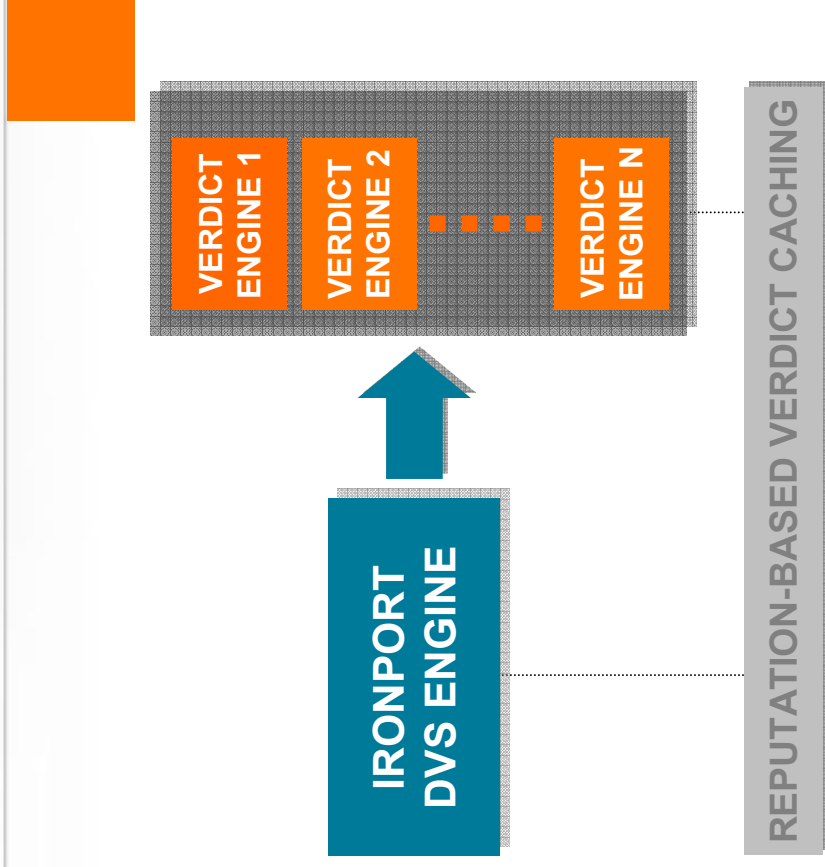 IRONPORT
DVS ENGINE
VERDICT
ENGINE 1
VERDICT
ENGINE 2
VERDICT
ENGINE N
REPUTATION-BASED VERDICT CACHING